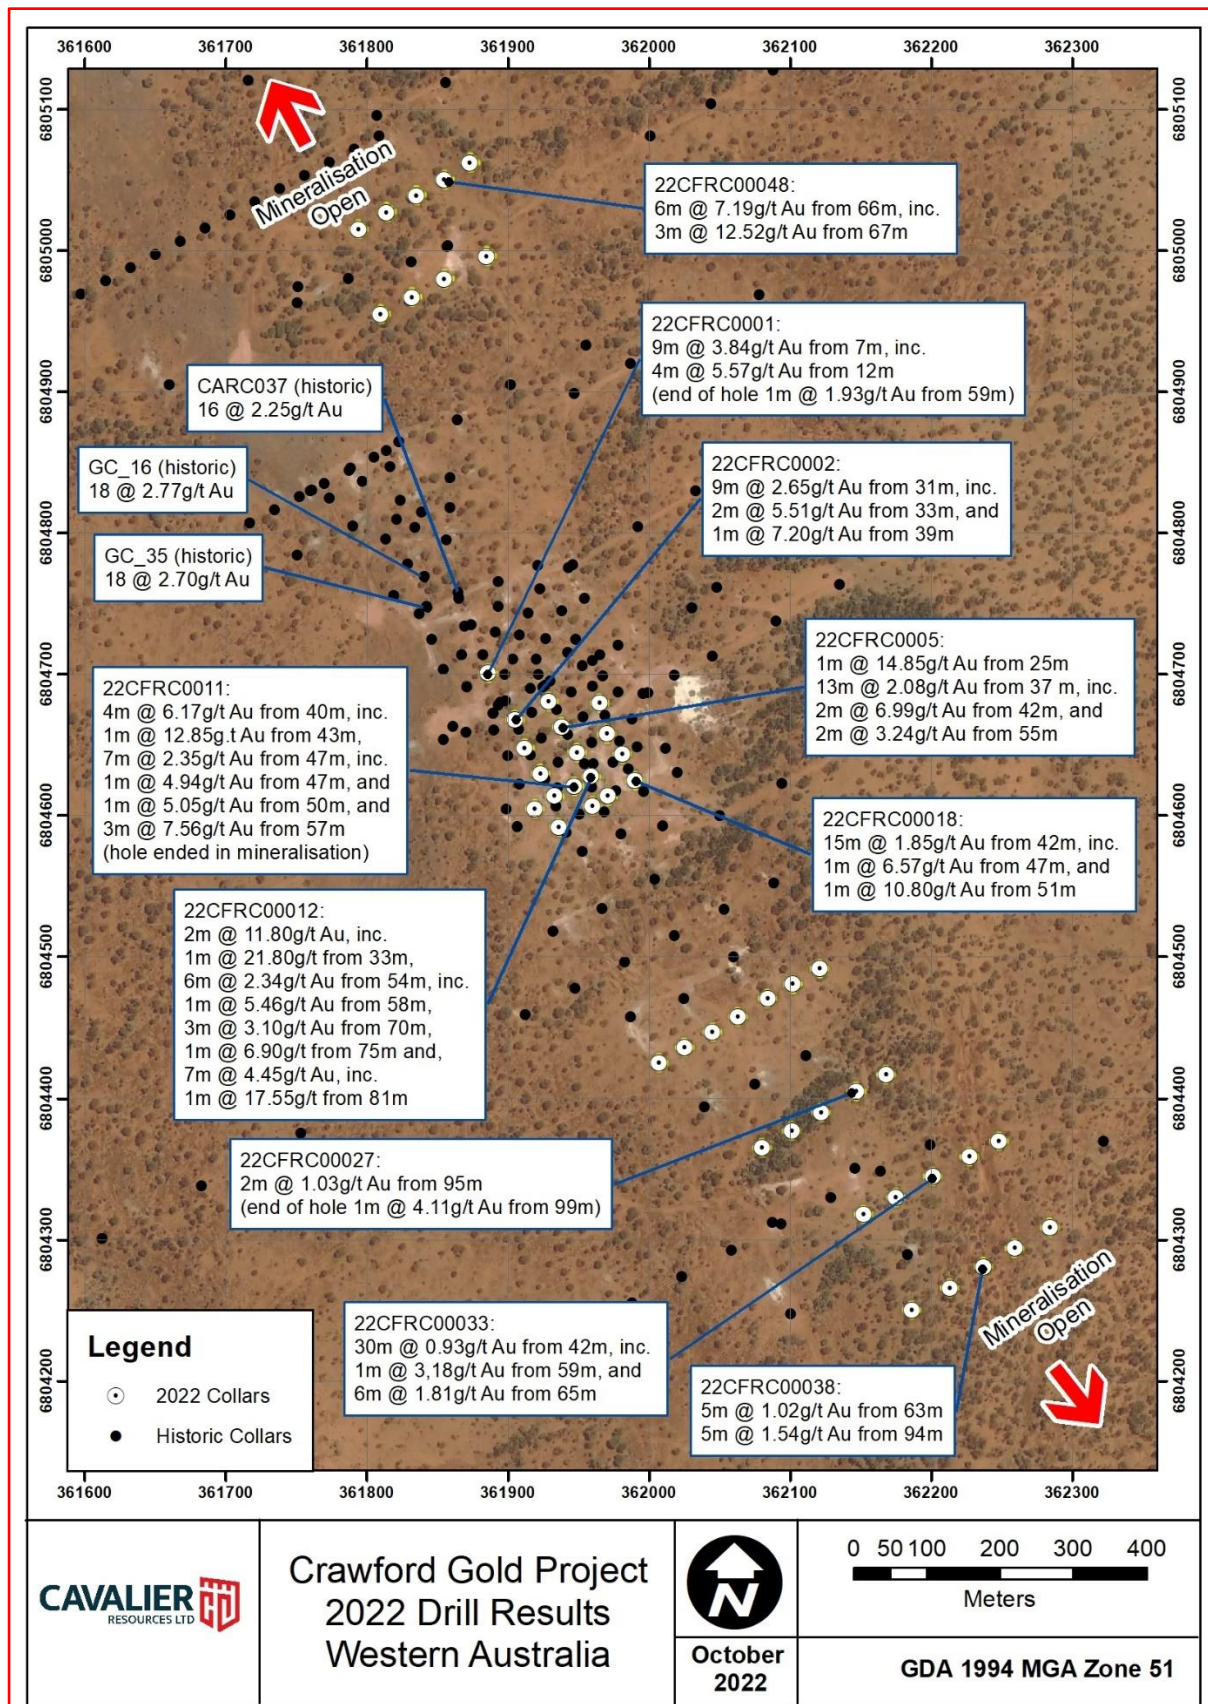 361600 361700 361800 361900 362000 362100 362200 362300
6805100
6805100
Mineralisation
Open
22CFRC00048:
6m @ 7.19g/t Au from 66m, inc.
3m @ 12.52g/t Au from 67m
6805000
6805000
22CFRC0001:
9m @ 3.84g/t Au from 7m, inc.
4m @ 5.57g/t Au from 12m
(end of hole 1m @ 1.93g/t Au from 59m)
6804900
6804900
CARC037 (historic)
16 @ 2.25g/t Au
GC_16 (historic)
18 @ 2.77g/t Au
22CFRC0002:
9m @ 2.65g/t Au from 31m, inc.
2m @ 5.51g/t Au from 33m, and
1m @ 7.20g/t Au from 39m
6804800
6804800
GC_35 (historic)
18 @ 2.70g/t Au
22CFRC0005:
1m @ 14.85g/t Au from 25m
13m @ 2.08g/t Au from 37 m, inc.
2m @ 6.99g/t Au from 42m, and
2m @ 3.24g/t Au from 55m
6804700
6804700
22CFRC0011:
4m @ 6.17g/t Au from 40m, inc.
1m @ 12.85g.t Au from 43m,
7m @ 2.35g/t Au from 47m, inc.
1m @ 4.94g/t Au from 47m, and
1m @ 5.05g/t Au from 50m, and
3m @ 7.56g/t Au from 57m
(hole ended in mineralisation)
6804600
6804600
22CFRC00018:
15m @ 1.85g/t Au from 42m, inc.
1m @ 6.57g/t Au from 47m, and
1m @ 10.80g/t Au from 51m
22CFRC00012:
2m @ 11.80g/t Au, inc.
1m @ 21.80g/t from 33m,
6m @ 2.34g/t Au from 54m, inc.
1m @ 5.46g/t Au from 58m,
3m @ 3.10g/t Au from 70m,
1m @ 6.90g/t from 75m and,
7m @ 4.45g/t Au, inc.
1m @ 17.55g/t from 81m
6804500
6804500
6804400
6804400
22CFRC00027:
2m @ 1.03g/t Au from 95m
(end of hole 1m @ 4.11g/t Au from 99m)
6804300
6804300
Mineralisation
Open
22CFRC00033:
30m @ 0.93g/t Au from 42m, inc.
1m @ 3,18g/t Au from 59m, and
6m @ 1.81g/t Au from 65m
22CFRC00038:
5m @ 1.02g/t Au from 63m
5m @ 1.54g/t Au from 94m
6804200
6804200
Legend
2022 Collars
Historic Collars
361600 361700 361800 361900 362000 362100 362200 362300
CAVALIER
RESOURCES LTD
Crawford Gold Project
2022 Drill Results
Western Australia
N
October
2022
0 50 100 200 300 400
Meters
GDA 1994 MGA Zone 51